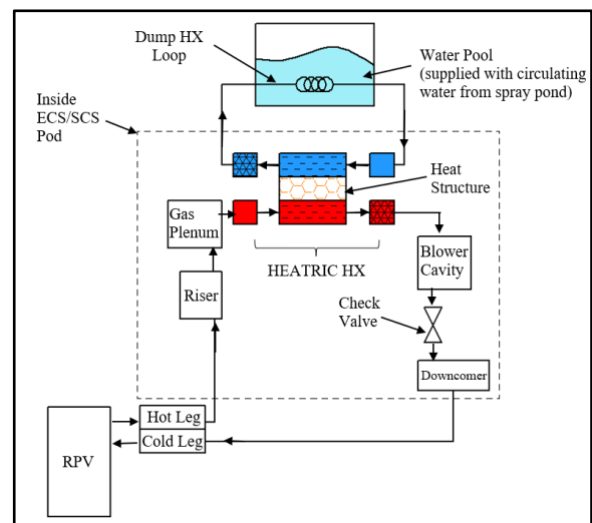 Dump HX
Loop
Water Pool
(supplied with circulating
water from spray pond)
Inside
ECS/SCS
Pod
Heat
Structure
Gas
Plenum
HEATRIC HX
Blower
Cavity
Riser
Check
Valve
Downcomer
Hot Leg
Cold Leg
RPV